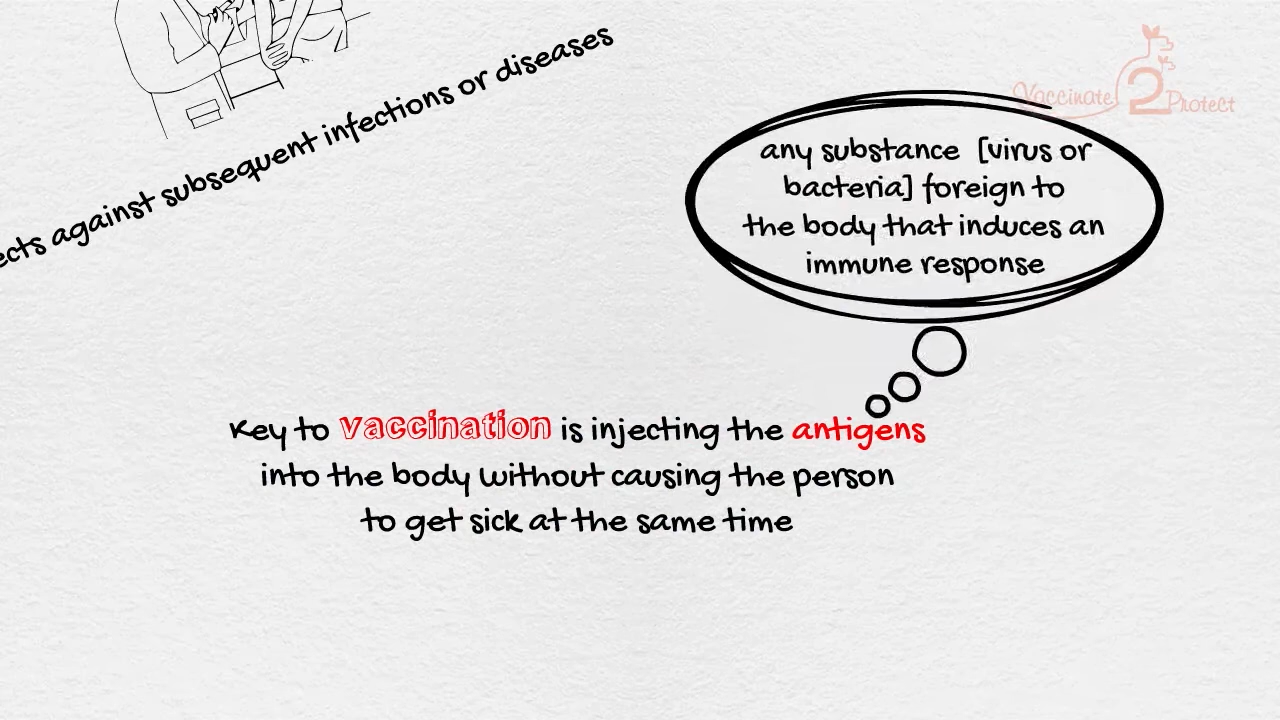 against subsequent infections or diseases
Vaccinate 2 Protect
any substance [virus or
bacteria] foreign to
the body that induces an
immune response
Key to vaccination is injecting the antigens
into the body without causing the person
to get sick at the same time